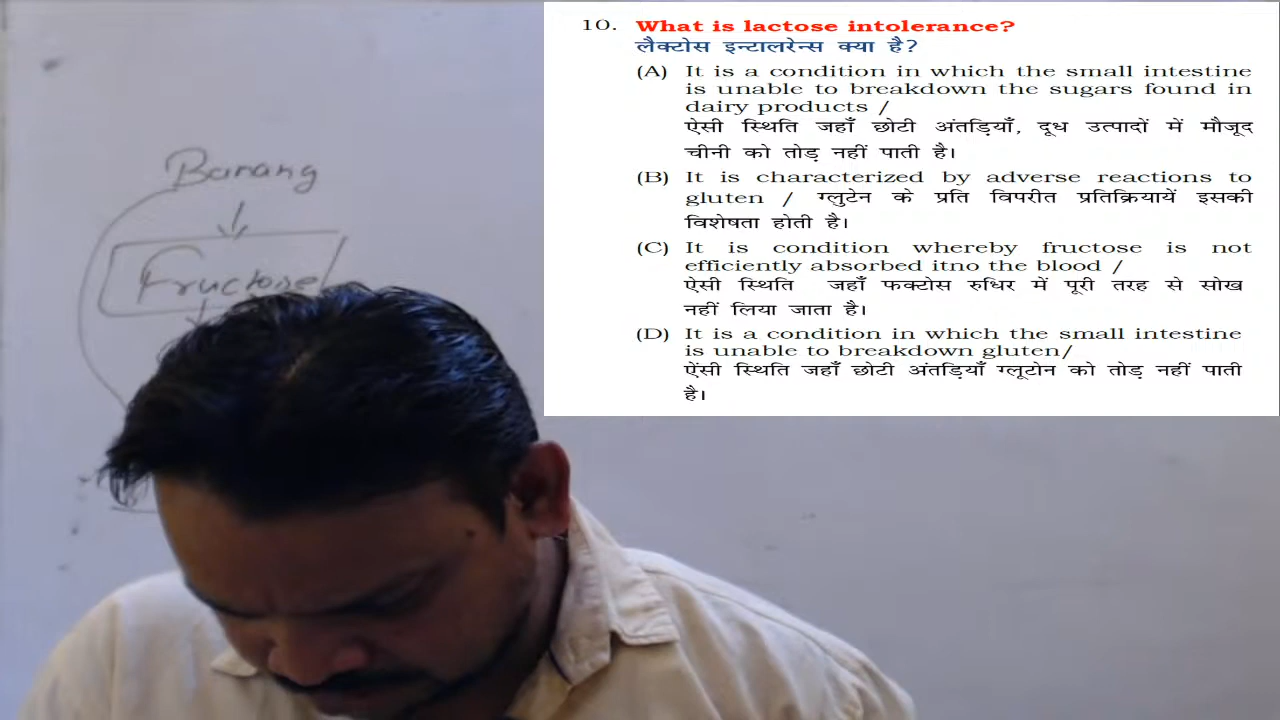 10. What is lactose intolerance?
लैक्टोस इन्टालरेन्स क्या है?
(A) It is a condition in which the small intestine
is unable to breakdown the sugars found in
dairy products /
ऐसी स्थिति जहाँ छोटी अंतड़ियाँ, दूध उत्पादों में मौजूद
चीनी को तोड़ नहीं पाती है।
(B) It is characterized by adverse reactions to
gluten / ग्लुटेन के प्रति विपरीत प्रतिक्रियायें इसकी
विशेषता होती है।
(C) It is condition whereby fructose is not
efficiently absorbed itno the blood /
ऐसी स्थिति जहाँ फक्टोस रुधिर में पूरी तरह से सोख
नहीं लिया जाता है।
(D) It is a condition in which the small intestine
is unable to breakdown gluten/
ऐंसी स्थिति जहाँ छोटी अंतड़ियाँ ग्लूटोन को तोड़ नहीं पाती
है।
Barang
Fructose